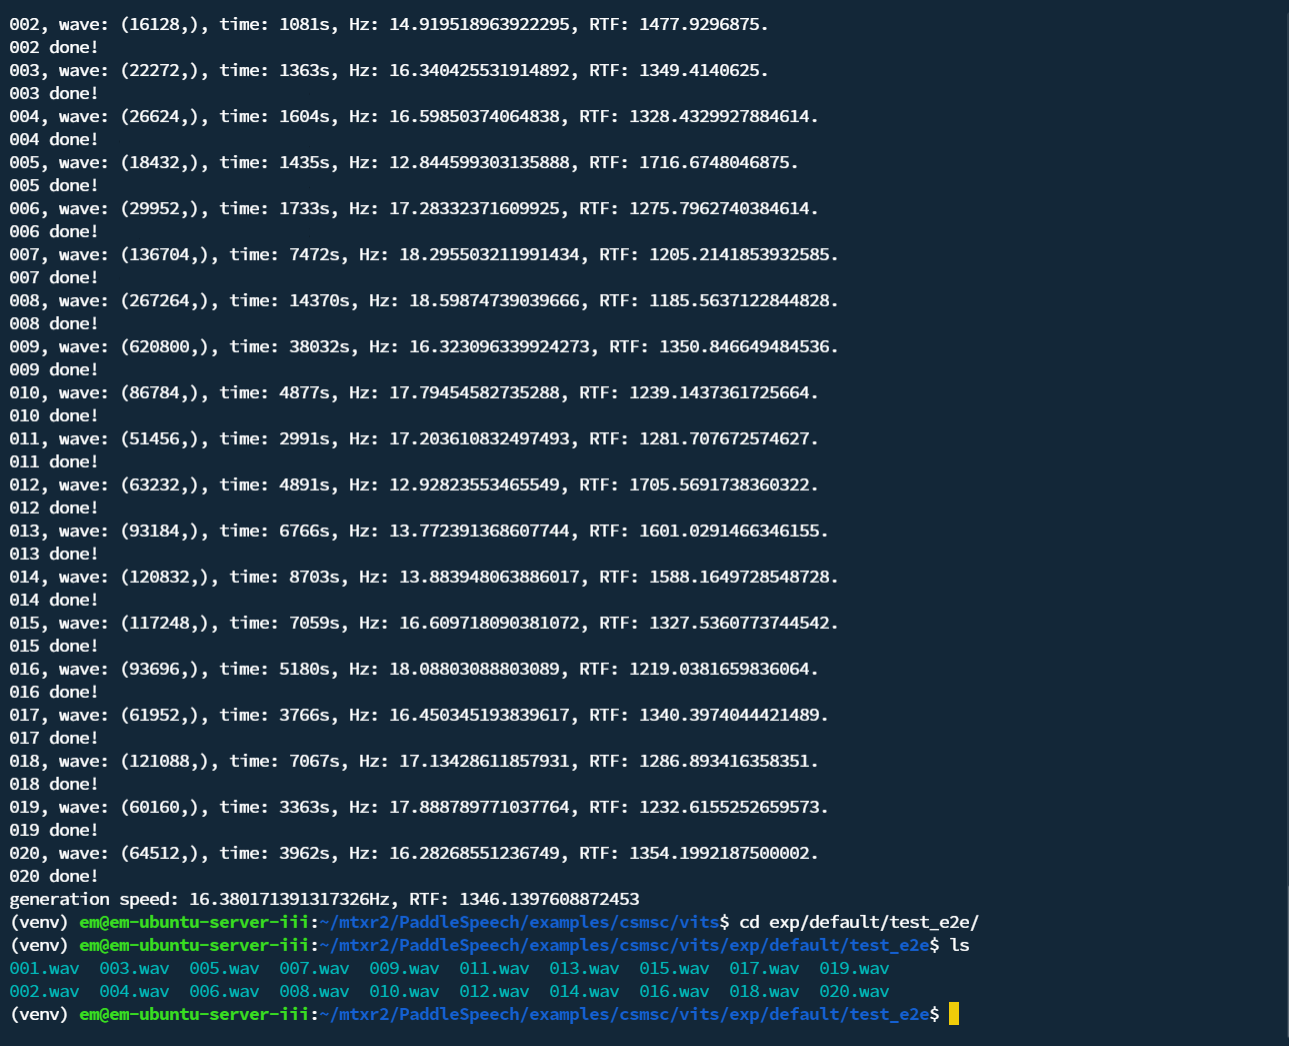 002, wave: (16128,), time: 1081s, Hz: 14.919518963922295, RTF: 1477.9296875.
002 done!
003, wave: (22272,), time: 1363s, Hz: 16.340425531914892, RTF: 1349.4140625.
003 done!
004, wave: (26624,), time: 1604s, Hz: 16.59850374064838, RTF: 1328.4329927884614.
004 done!
005, wave: (18432,), time: 1435s, Hz: 12.844599303135888, RTF: 1716.6748046875.
005 done!
006, wave: (29952,), time: 1733s, Hz: 17.28332371609925, RTF: 1275.7962740384614.
006 done!
007, wave: (136704,), time: 7472s, Hz: 18.295503211991434, RTF: 1205.2141853932585.
007 done!
008, wave: (267264,), time: 14370s, Hz: 18.59874739039666, RTF: 1185.5637122844828.
008 done!
009, wave: (620800,), time: 38032s, Hz: 16.323096339924273, RTF: 1350.846649484536.
009 done!
010, wave: (86784,), time: 4877s, Hz: 17.79454582735288, RTF: 1239.1437361725664.
010 done!
011, wave: (51456,), time: 2991s, Hz: 17.203610832497493, RTF: 1281.707672574627.
011 done!
012, wave: (63232,), time: 4891s, Hz: 12.92823553465549, RTF: 1705.5691738360322.
012 done!
013, wave: (93184,), time: 6766s, Hz: 13.772391368607744, RTF: 1601.0291466346155.
013 done!
014, wave: (120832,), time: 8703s, Hz: 13.883948063886017, RTF: 1588.1649728548728.
014 done!
015, wave: (117248,), time: 7059s, Hz: 16.609718090381072, RTF: 1327.5360773744542.
015 done!
016, wave: (93696,), time: 5180s, Hz: 18.08803088803089, RTF: 1219.0381659836064.
016 done!
017, wave: (61952,), time: 3766s, Hz: 16.450345193839617, RTF: 1340.3974044421489.
017 done!
018, wave: (121088,), time: 7067s, Hz: 17.13428611857931, RTF: 1286.893416358351.
018 done!
019, wave: (60160,), time: 3363s, Hz: 17.888789771037764, RTF: 1232.6155252659573.
019 done!
020, wave: (64512,), time: 3962s, Hz: 16.28268551236749, RTF: 1354.1992187500002.
020 done!
generation speed: 16.380171391317326Hz, RTF: 1346.1397608872453
(venv) em@em-ubuntu-server-iii:~/mtxr2/PaddleSpeech/examples/csmsc/vits$ cd exp/default/test_e2e/
(venv) em@em-ubuntu-server-iii:~/mtxr2/PaddleSpeech/examples/csmsc/vits/exp/default/test_e2e$ ls
001.wav 003.wav 005.wav 007.wav 009.wav 011.wav 013.wav 015.wav 017.wav 019.wav
002.wav 004.wav 006.wav 008.wav 010.wav 012.wav 014.wav 016.wav 018.wav 020.wav
(venv) em@em-ubuntu-server-iii:~/mtxr2/PaddleSpeech/examples/csmsc/vits/exp/default/test_e2e$